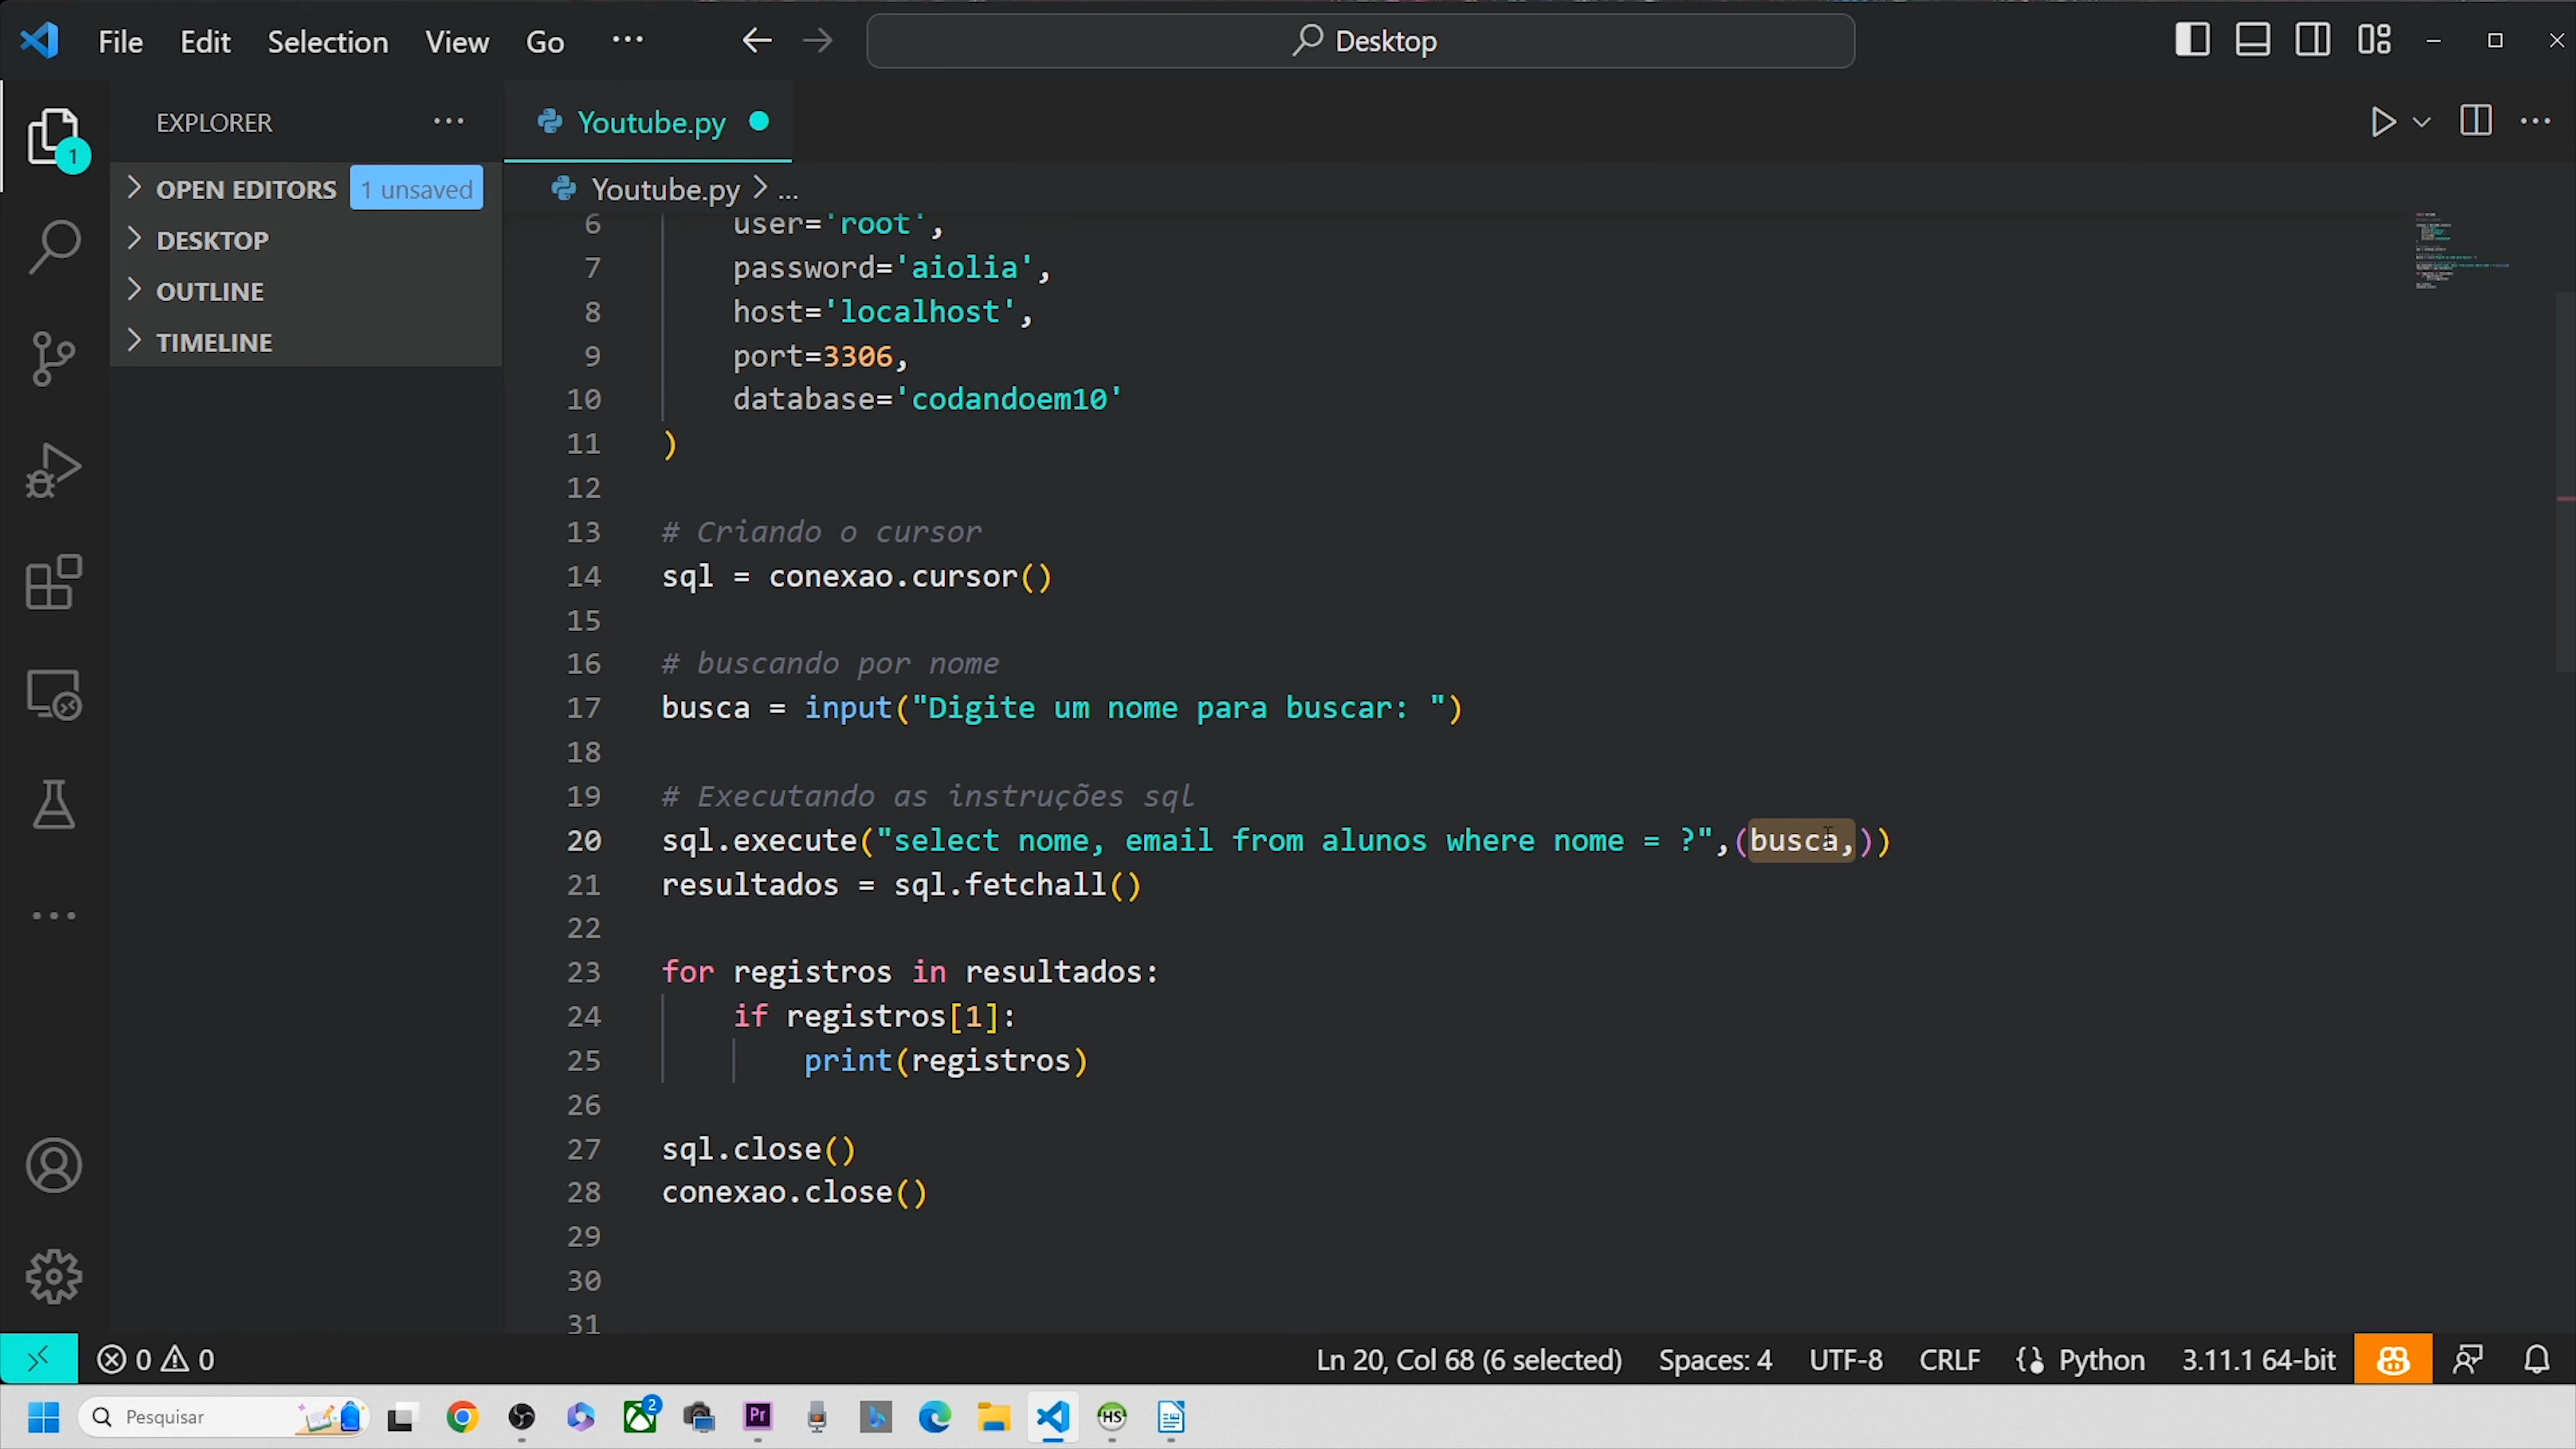 File Edit Selection View Go ... Desktop
EXPLORER ... Youtube.py
1
OPEN EDITORS 1 unsaved
Youtube.py > ...
DESKTOP
OUTLINE
TIMELINE
6 user='root',
7 password='aiolia',
8 host='localhost',
9 port=3306,
10 database='codandoem10'
11 )
12
13 # Criando o cursor
14 sql = conexao.cursor()
15
16 # buscando por nome
17 busca = input("Digite um nome para buscar: ")
18
19 # Executando as instruções sql
20 sql.execute("select nome, email from alunos where nome = ?",(busca,))
21 resultados = sql.fetchall()
22
23 for registros in resultados:
24 if registros[1]:
25 print(registros)
26
27 sql.close()
28 conexao.close()
29
30
31
0 0 Ln 20, Col 68 (6 selected) Spaces: 4 UTF-8 CRLF Python 3.11.1 64-bit
Pesquisar 2 Pr HS